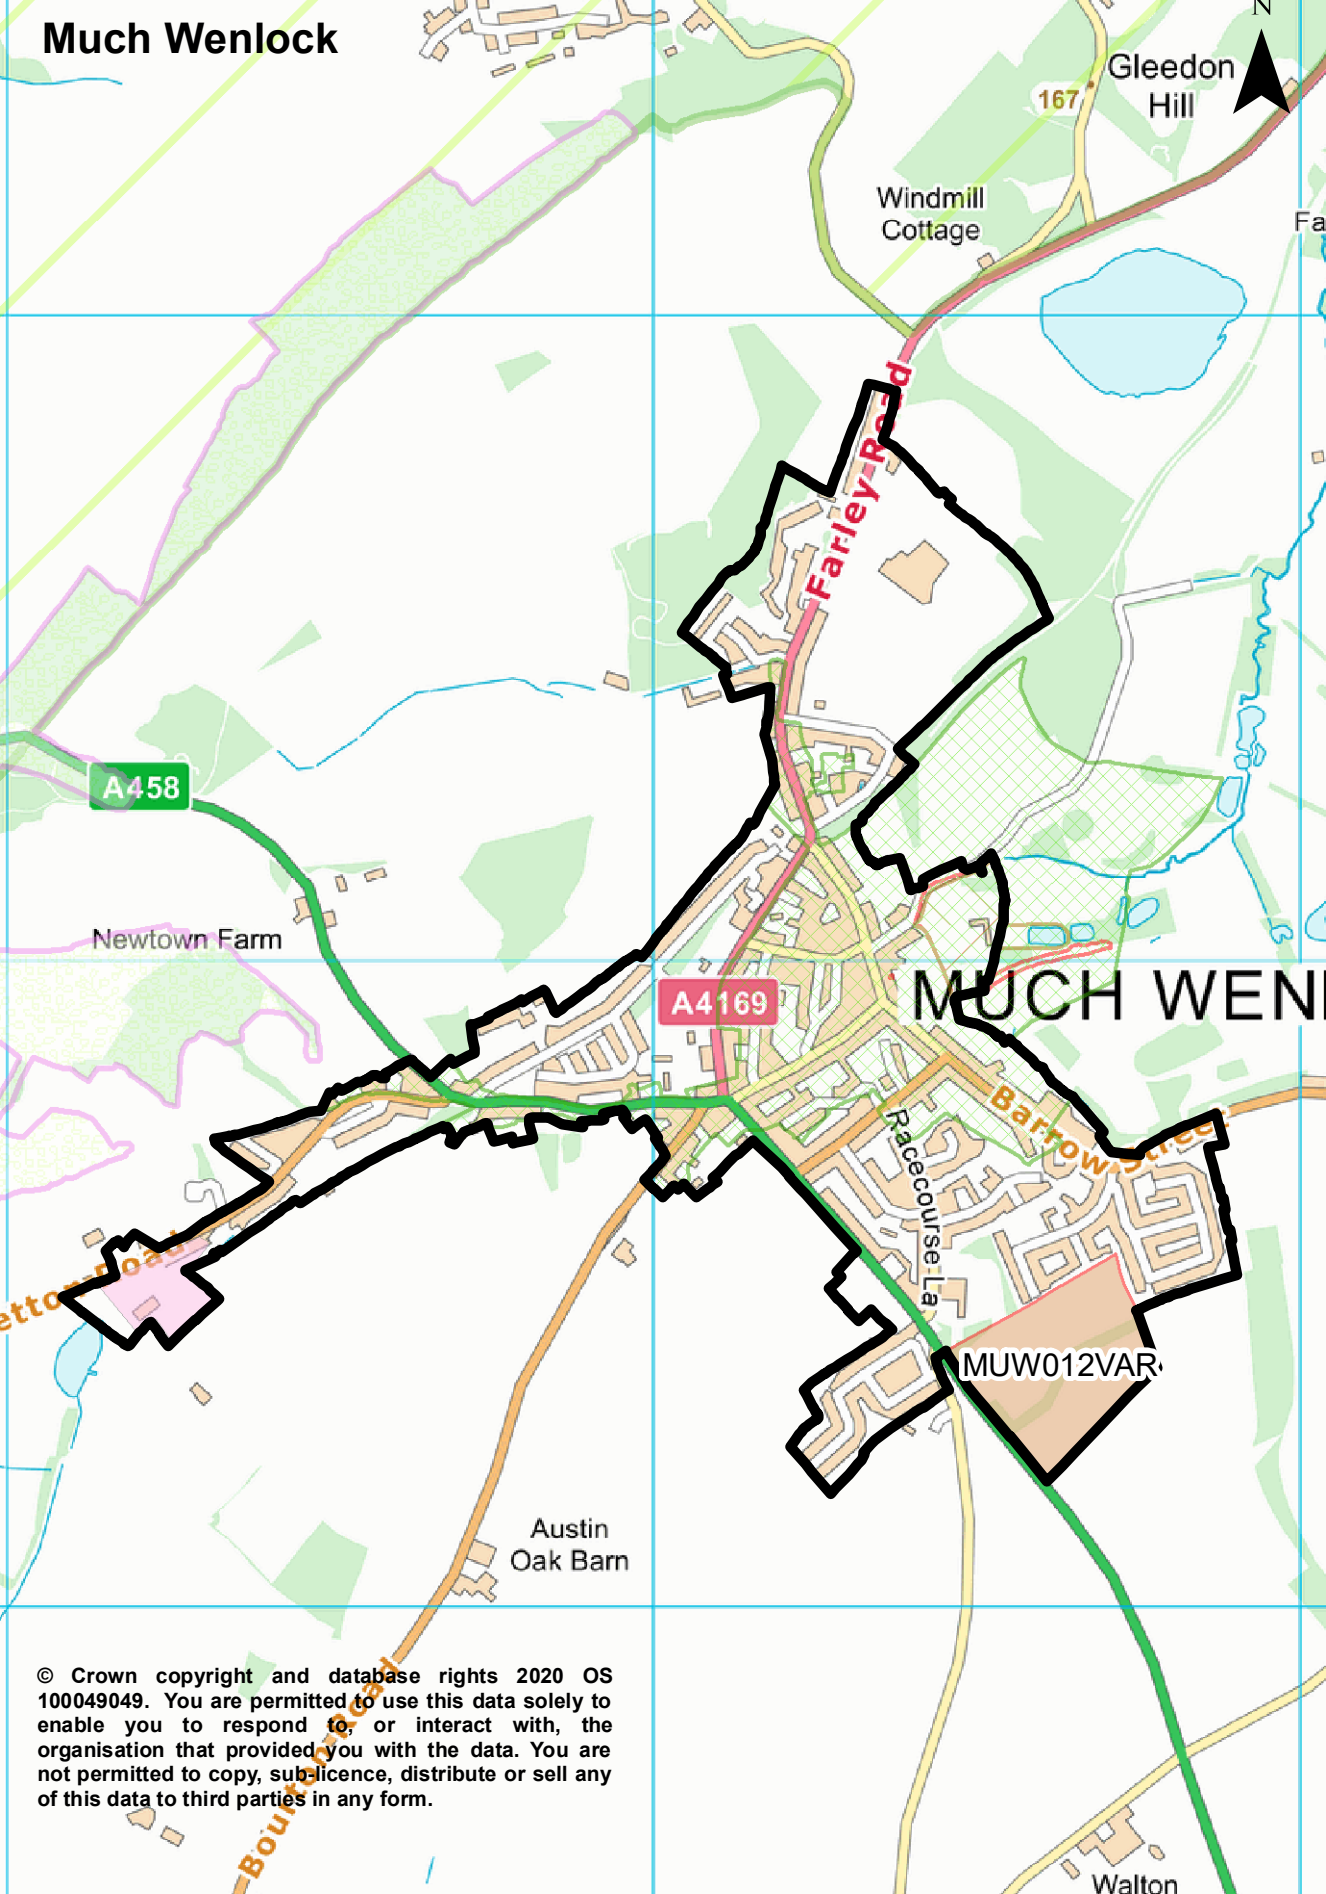 Much Wenlock
N
Gleedon
Hill
167
Windmill
Cottage
Fa
Farley Road
A458
Newtown Farm
A4169
MUCH WEN
Barrow Street
Racecourse La
etton Road
MUW012VAR
Austin
Oak Barn
© Crown copyright and database rights 2020 OS
100049049. You are permitted to use this data solely to
enable you to respond to, or interact with, the
organisation that provided you with the data. You are
not permitted to copy, sub-licence, distribute or sell any
of this data to third parties in any form.
Bourton Road
Walton